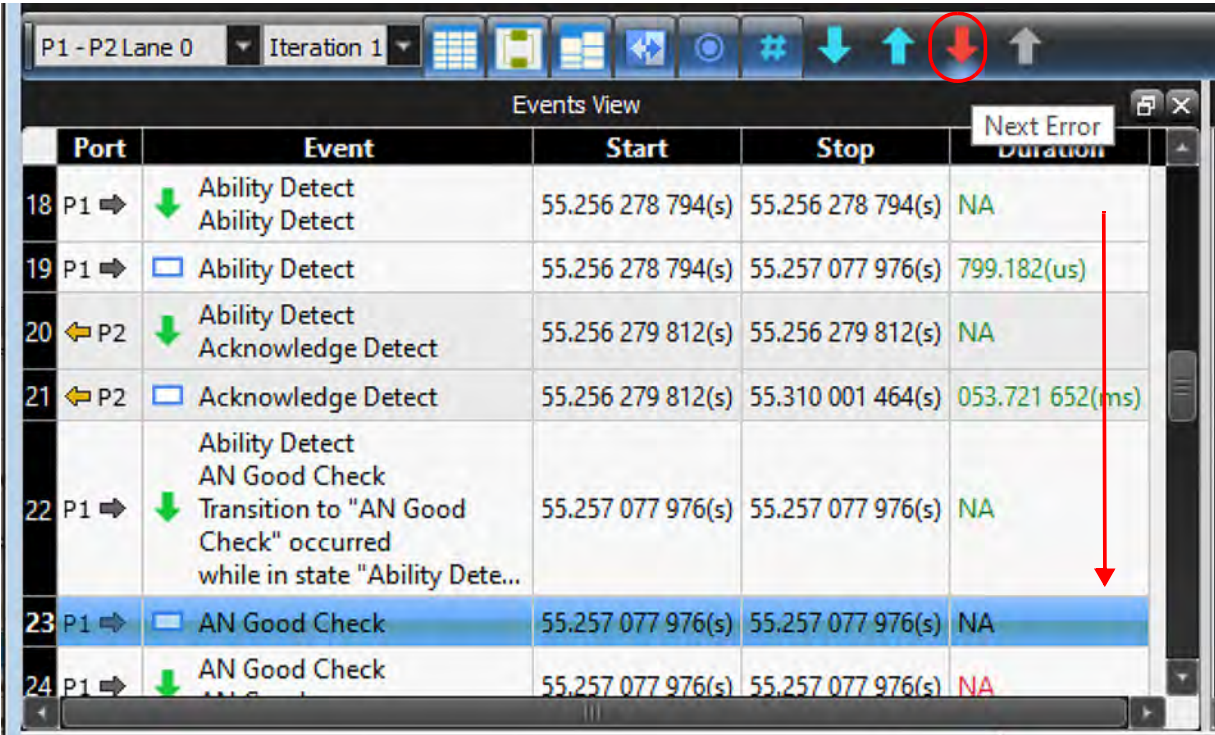 P1 - P2 Lane 0 Iteration 1
Events View
Next Error
Port Event Start Stop Duration
18 P1 Ability Detect
Ability Detect 55.256 278 794(s) 55.256 278 794(s) NA
19 P1 Ability Detect 55.256 278 794(s) 55.257 077 976(s) 799.182(us)
20 P2 Ability Detect
Acknowledge Detect 55.256 279 812(s) 55.256 279 812(s) NA
21 P2 Acknowledge Detect 55.256 279 812(s) 55.310 001 464(s) 053.721 652(ms)
Ability Detect
AN Good Check
22 P1 Transition to "AN Good 55.257 077 976(s) 55.257 077 976(s) NA
Check" occurred
while in state "Ability Dete...
23 P1 AN Good Check 55.257 077 976(s) 55.257 077 976(s) NA
AN Good Check
24 P1 AN Good 55.257 077 976(s) 55.257 077 976(s) NA